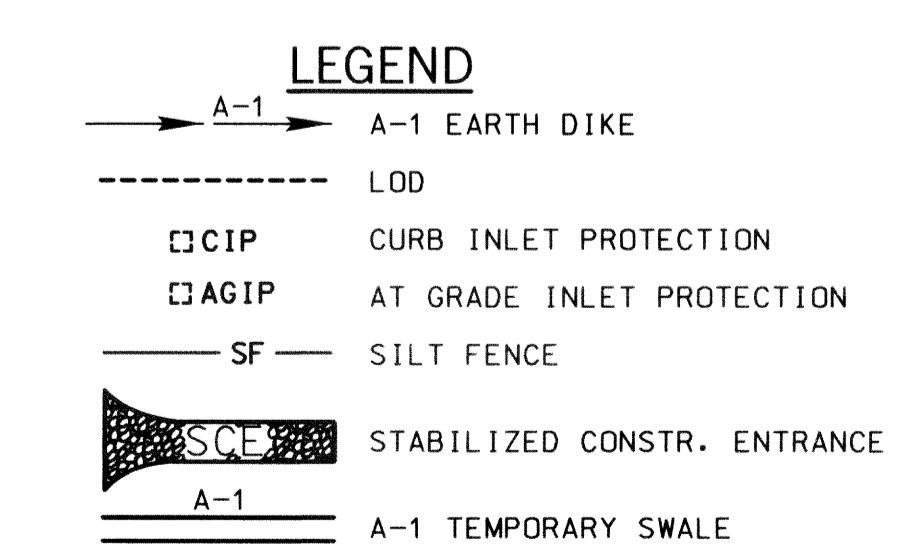 LEGEND
A-1 A-1 EARTH DIKE
LOD
CIP CURB INLET PROTECTION
AGIP AT GRADE INLET PROTECTION
SF SILT FENCE
SCE STABILIZED CONSTR. ENTRANCE
A-1 A-1 TEMPORARY SWALE